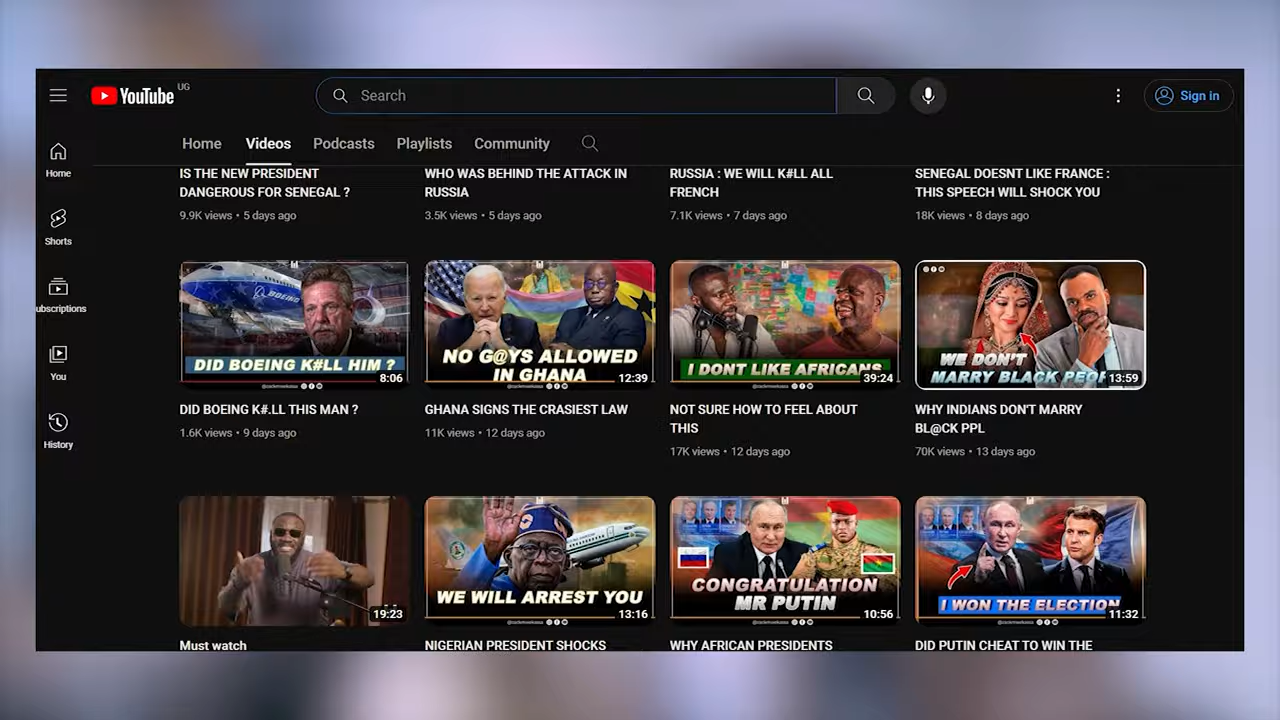 YouTube UG
Search
Sign in
Home
Videos
Podcasts
Playlists
Community
Home
Shorts
ubscriptions
You
History
IS THE NEW PRESIDENT
DANGEROUS FOR SENEGAL ?
9.9K views • 5 days ago
WHO WAS BEHIND THE ATTACK IN
RUSSIA
3.5K views • 5 days ago
RUSSIA : WE WILL K#LL ALL
FRENCH
7.1K views • 7 days ago
SENEGAL DOESNT LIKE FRANCE :
THIS SPEECH WILL SHOCK YOU
18K views • 8 days ago
BOEING
DID BOEING K#LL HIM ?
8:06
DID BOEING K#.LL THIS MAN ?
1.6K views • 9 days ago
NO G@YS ALLOWED
IN GHANA
12:39
GHANA SIGNS THE CRASIEST LAW
11K views • 12 days ago
I DONT LIKE AFRICANS
39:24
NOT SURE HOW TO FEEL ABOUT
THIS
17K views • 12 days ago
WE DON'T
MARRY BLACK PEOP
13:59
WHY INDIANS DON'T MARRY
BL@CK PPL
70K views • 13 days ago
19:23
Must watch
WE WILL ARREST YOU
13:16
NIGERIAN PRESIDENT SHOCKS
CONGRATULATION
MR PUTIN
10:56
WHY AFRICAN PRESIDENTS
I WON THE ELECTION
11:32
DID PUTIN CHEAT TO WIN THE